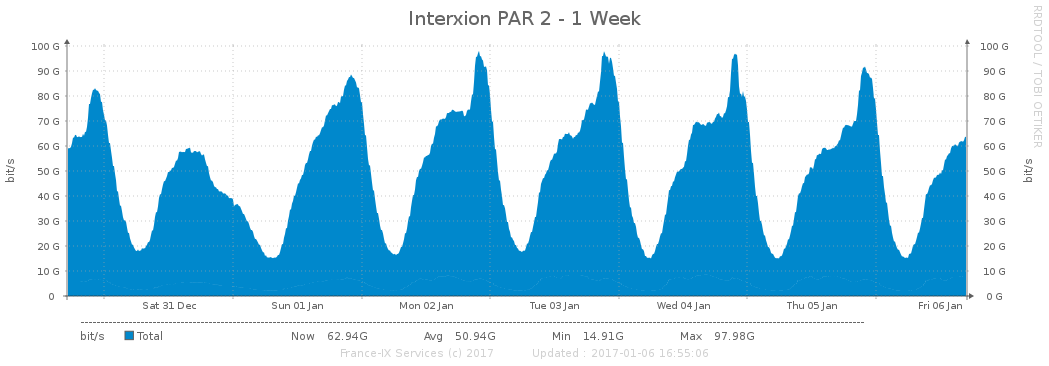 Interxion PAR 2 - 1 Week
RRDTOOL / TOBI OETIKER
bit/s
100 G 100 G
90 G 90 G
80 G 80 G
70 G 70 G
60 G 60 G
50 G 50 G
40 G 40 G
30 G 30 G
20 G 20 G
10 G 10 G
0 0 G
bit/s
Sat 31 Dec Sun 01 Jan Mon 02 Jan Tue 03 Jan Wed 04 Jan Thu 05 Jan Fri 06 Jan
bit/s Total Now 62.94G Avg 50.94G Min 14.91G Max 97.98G
France-IX Services (c) 2017 Updated : 2017-01-06 16:55:06